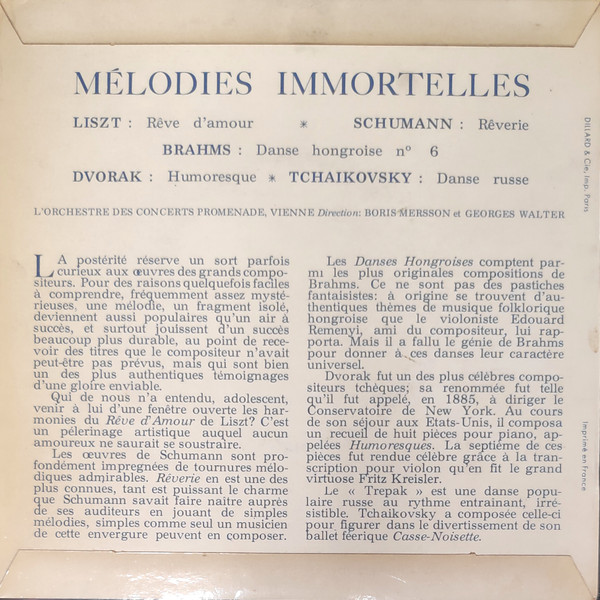 MÉLODIES IMMORTELLES
LISZT : Rêve d'amour * SCHUMANN : Rêverie
BRAHMS : Danse hongroise nº 6
DVORAK : Humoresque * TCHAIKOVSKY : Danse russe
L'ORCHESTRE DES CONCERTS PROMENADE, VIENNE Direction: BORIS MERSSON et GEORGES WALTER
LA postérité réserve un sort parfois
curieux aux œuvres des grands compo-
siteurs. Pour des raisons quelquefois faciles
à comprendre, fréquemment assez mysté-
rieuses, une mélodie, un fragment isolé,
deviennent aussi populaires qu'un air à
succès, et surtout jouissent d'un succès
beaucoup plus durable, au point de rece-
voir des titres que le compositeur n'avait
peut-être pas prévus, mais qui sont bien
un des plus authentiques témoignages
d'une gloire enviable.
Qui de nous n'a entendu, adolescent,
venir à lui d'une fenêtre ouverte les har-
monies du Rêve d'Amour de Liszt? C'est
un pélerinage artistique auquel aucun
amoureux ne saurait se soustraire.
Les œuvres de Schumann sont pro-
fondément impregnées de tournures mélo-
diques admirables. Rêverie en est une des
plus connues, tant est puissant le charme
que Schumann savait faire naître auprès
de ses auditeurs en jouant de simples
mélodies, simples comme seul un musicien
de cette envergure peuvent en composer.
Les Danses Hongroises comptent par-
mi les plus originales compositions de
Brahms. Ce ne sont pas des pastiches
fantaisistes: à origine se trouvent d'au-
thentiques thèmes de musique folklorique
hongroise que le violoniste Edouard
Remenyi, ami du compositeur, lui rap-
porta. Mais il a fallu le génie de Brahms
pour donner à ces danses leur caractère
universel.
Dvorak fut un des plus célèbres compo-
siteurs tchèques; sa renommée fut telle
qu'il fut appelé, en 1885, à diriger le
Conservatoire de New York. Au cours
de son séjour aux Etats-Unis, il composa
un recueil de huit pièces pour piano, ap-
pelées Humoresques. La septième de ces
pièces fut rendue célèbre grâce à la tran-
scription pour violon qu'en fit le grand
virtuose Fritz Kreisler.
Le « Trepak » est une danse popu-
laire russe au rythme entrainant, irré-
sistible. Tchaikovsky a composée celle-ci
pour figurer dans le divertissement de son
ballet féerique Casse-Noisette.
DILLARD & Cie, Imp. Paris
Imprimé en France